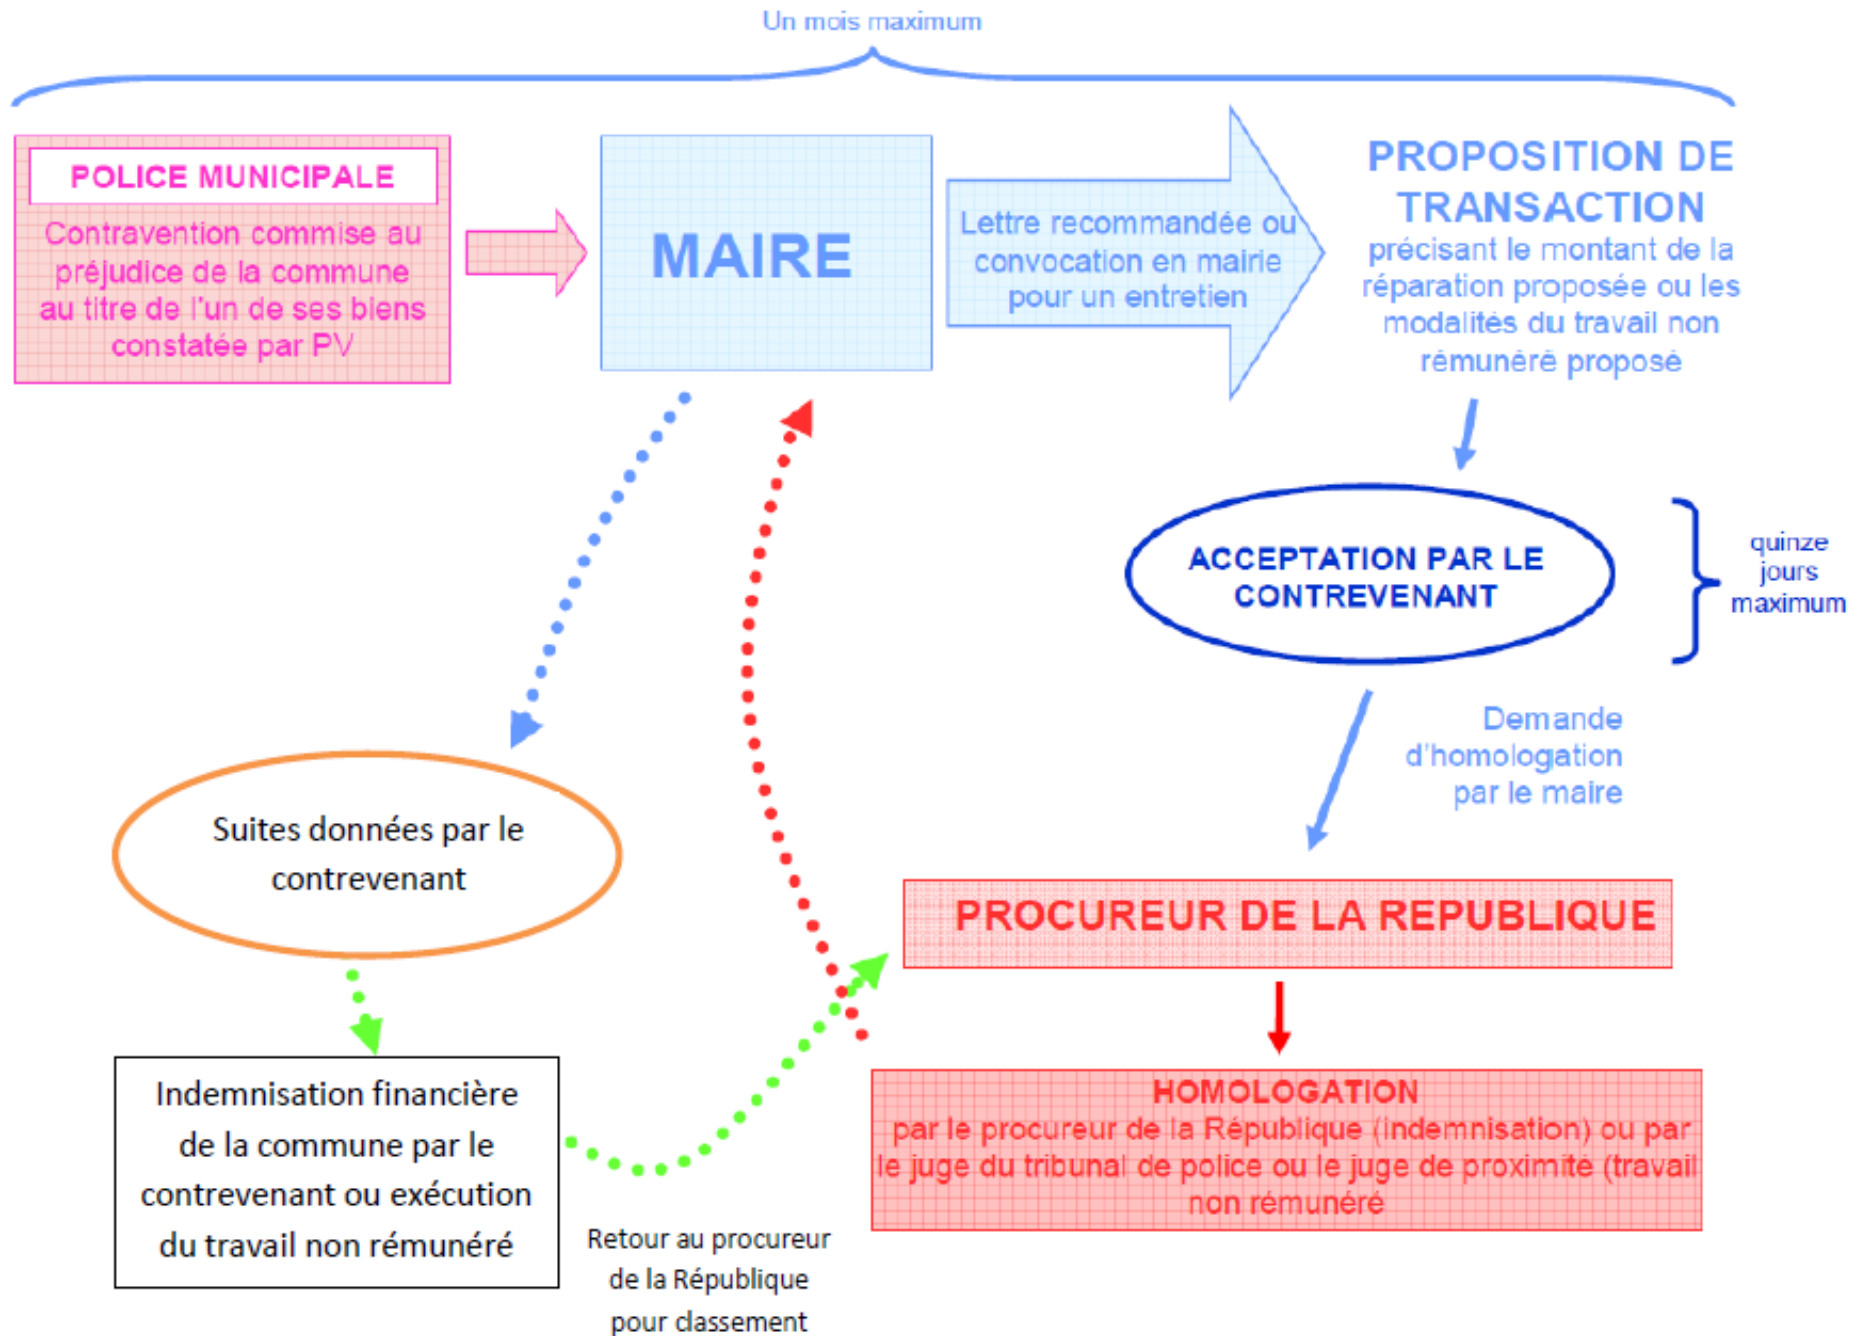 Un mois maximum
POLICE MUNICIPALE
Contravention commise au
préjudice de la commune
au titre de l'un de ses biens
constatée par PV
MAIRE
Lettre recommandée ou
convocation en mairie
pour un entretien
PROPOSITION DE
TRANSACTION
précisant le montant de la
réparation proposée ou les
modalités du travail non
rémunéré proposé
ACCEPTATION PAR LE
CONTREVENANT
quinze
jours
maximum
Demande
d'homologation
par le maire
Suites données par le
contrevenant
PROCUREUR DE LA REPUBLIQUE
HOMOLOGATION
par le procureur de la République (indemnisation) ou par
le juge du tribunal de police ou le juge de proximité (travail
non rémunéré
Indemnisation financière
de la commune par le
contrevenant ou exécution
du travail non rémunéré
Retour au procureur
de la République
pour classement